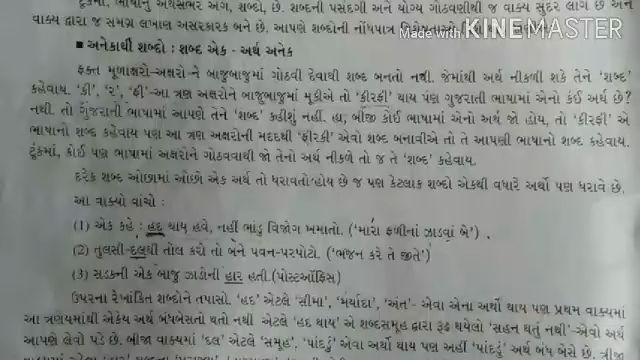 ટૂંકમાં, ભાષાનું અર્થસભર અંગ, શબ્દો, છે. શબ્દની પસંદગી અને યોગ્ય ગોઠવણીથી જ વાક્ય સુંદર લાગે છે અને
વાક્ય દ્વારા જ સમગ્ર લખાણ અસરકારક બને છે. આપણે શબ્દોની નોંધપાત્ર
Made with KINEMASTER
■ અનેકાર્થી શબ્દો : શબ્દ એક - અર્થ અનેક
ફક્ત મૂળાક્ષરો-અક્ષરો-ને બાજુબાજુમાં ગોઠવી દેવાથી શબ્દ બનતો નથી. જેમાંથી અર્થ નીકળી શકે તેને ‘શબ્દ’
કહેવાય. ‘કી’, ‘ર’, ‘ફી’-આ ત્રણ અક્ષરોને બાજુબાજુમાં મૂકીએ તો ‘કીરફી’ થાય પણ ગુજરાતી ભાષામાં એનો કંઈ અર્થ છે?
નથી. તો ગુજરાતી ભાષામાં આપણે તેને ‘શબ્દ’ કહીશું નહીં. હા, બીજી કોઈ ભાષામાં એનો અર્થ જો હોય, તો ‘કીરફી’ એ
ભાષાનો શબ્દ કહેવાય પણ આ ત્રણ અક્ષરોની મદદથી ‘ફીરકી’ એવો શબ્દ બનાવીએ તો તે આપણી ભાષાનો શબ્દ કહેવાય.
ટૂંકમાં, કોઈ પણ ભાષામાં અક્ષરોને ગોઠવવાથી જો તેનો અર્થ નીકળે તો જ તે ‘શબ્દ’ કહેવાય.
દરેક શબ્દ ઓછામાં ઓછો એક અર્થ તો ધરાવતો હોય છે જ પણ કેટલાક શબ્દો એકથી વધારે અર્થો પણ ધરાવે છે.
આ વાક્યો વાંચો :
(1) એક કહે : હદ થાય હવે, નહીં ભાંડુ વિજોગ ખમાતો. (‘મારા ફળીનાં ઝાડવાં બે’)
(2) તુલસી-દલથી તોલ કરો તો બને પવન-પરપોટો. (‘ભજન કરે તે જીતે’)
(3) સડકની એક બાજુ ઝાડોની હાર હતી. (પોસ્ટઑફિસ)
ઉપરના રેખાંકિત શબ્દોને તપાસો. ‘હદ’ એટલે ‘સીમા’, ‘મર્યાદા’, ‘અંત’- એવા એના અર્થો થાય પણ પ્રથમ વાક્યમાં
આ ત્રણમાંથી એકેય અર્થ બંધબેસતો થતો નથી એટલે ‘હદ થાય’ એ શબ્દસમૂહ દ્વારા રૂઢ થયેલો ‘સહન થતું નથી’-એવો અર્થ
આપણે લેવો પડે છે. બીજા વાક્યમાં ‘દલ’ એટલે ‘સમૂહ’, ‘પાંદડું’ એવા અર્થો થાય પણ અહીં ‘પાંદડું’ અર્થ બંધ બેસે છે.